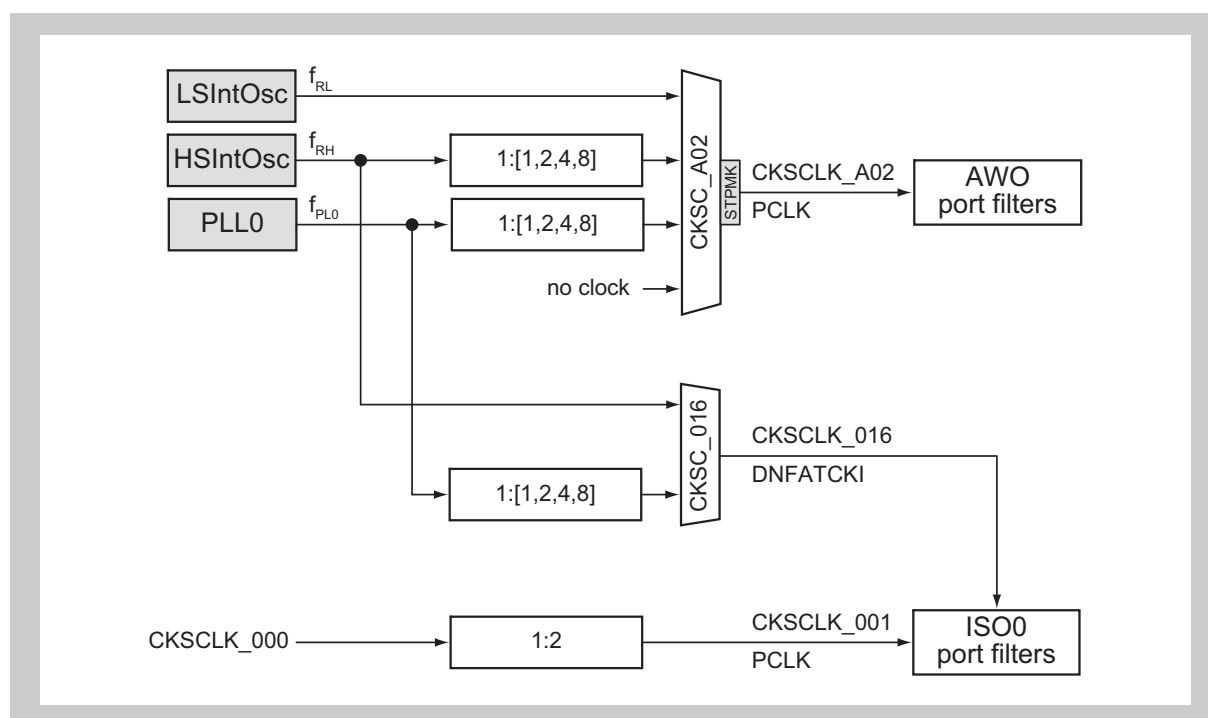 LSIntOsc
fRL
HSIntOsc
fRH
1:[1,2,4,8]
PLL0
fPL0
1:[1,2,4,8]
no clock
CKSC_A02
STPMK
CKSCLK_A02
PCLK
AWO
port filters
CKSC_016
CKSCLK_016
DNFATCKI
1:[1,2,4,8]
CKSCLK_000
1:2
CKSCLK_001
PCLK
ISO0
port filters